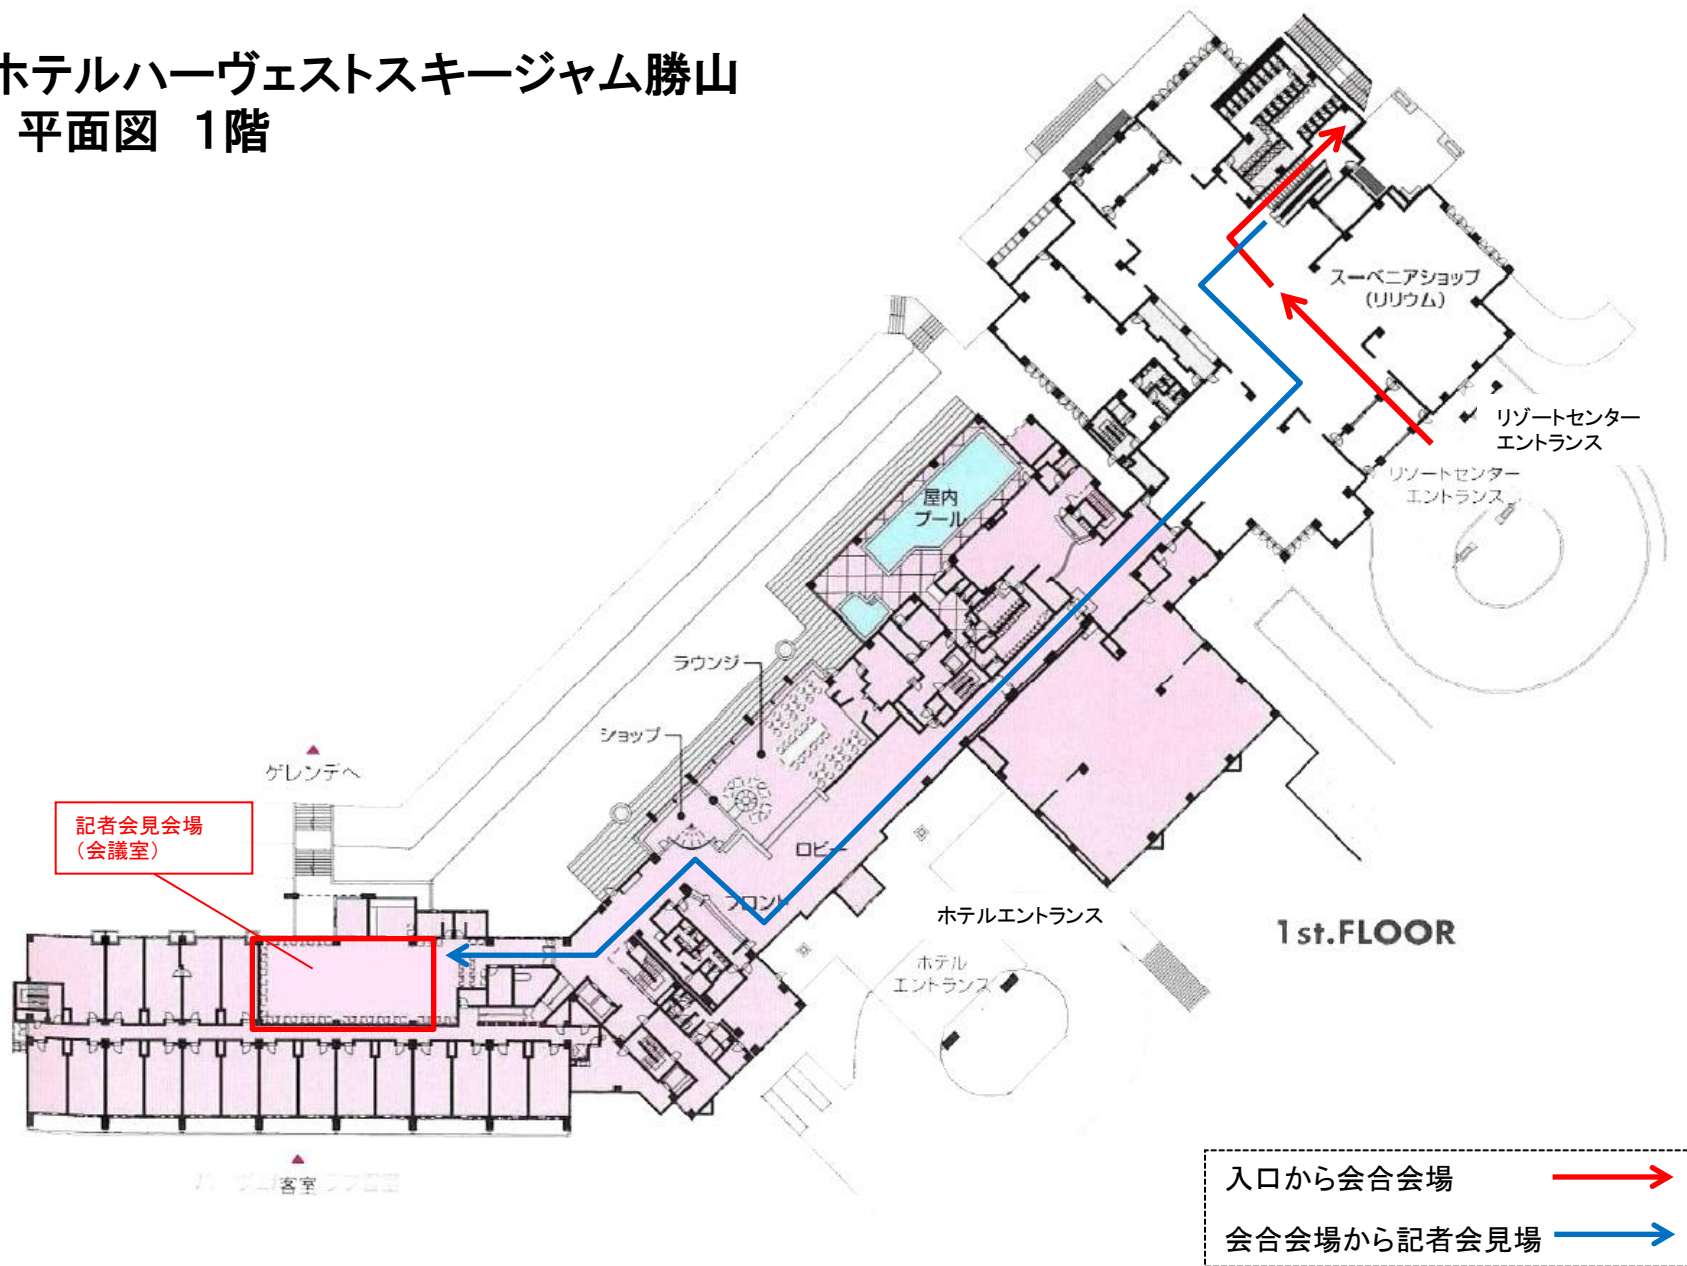 ホテルハーヴェストスキージャム勝山
平面図 1階
スーベニアショップ
(リリウム)
リゾートセンター
エントランス
リゾートセンター
エントランス
屋内
プール
ラウンジ
ショップ
ゲレンデへ
記者会見会場
(会議室)
ロビー
フロント
ホテルエントランス
1st.FLOOR
ホテル
エントランス
客室
入口から会合会場
会合会場から記者会見場